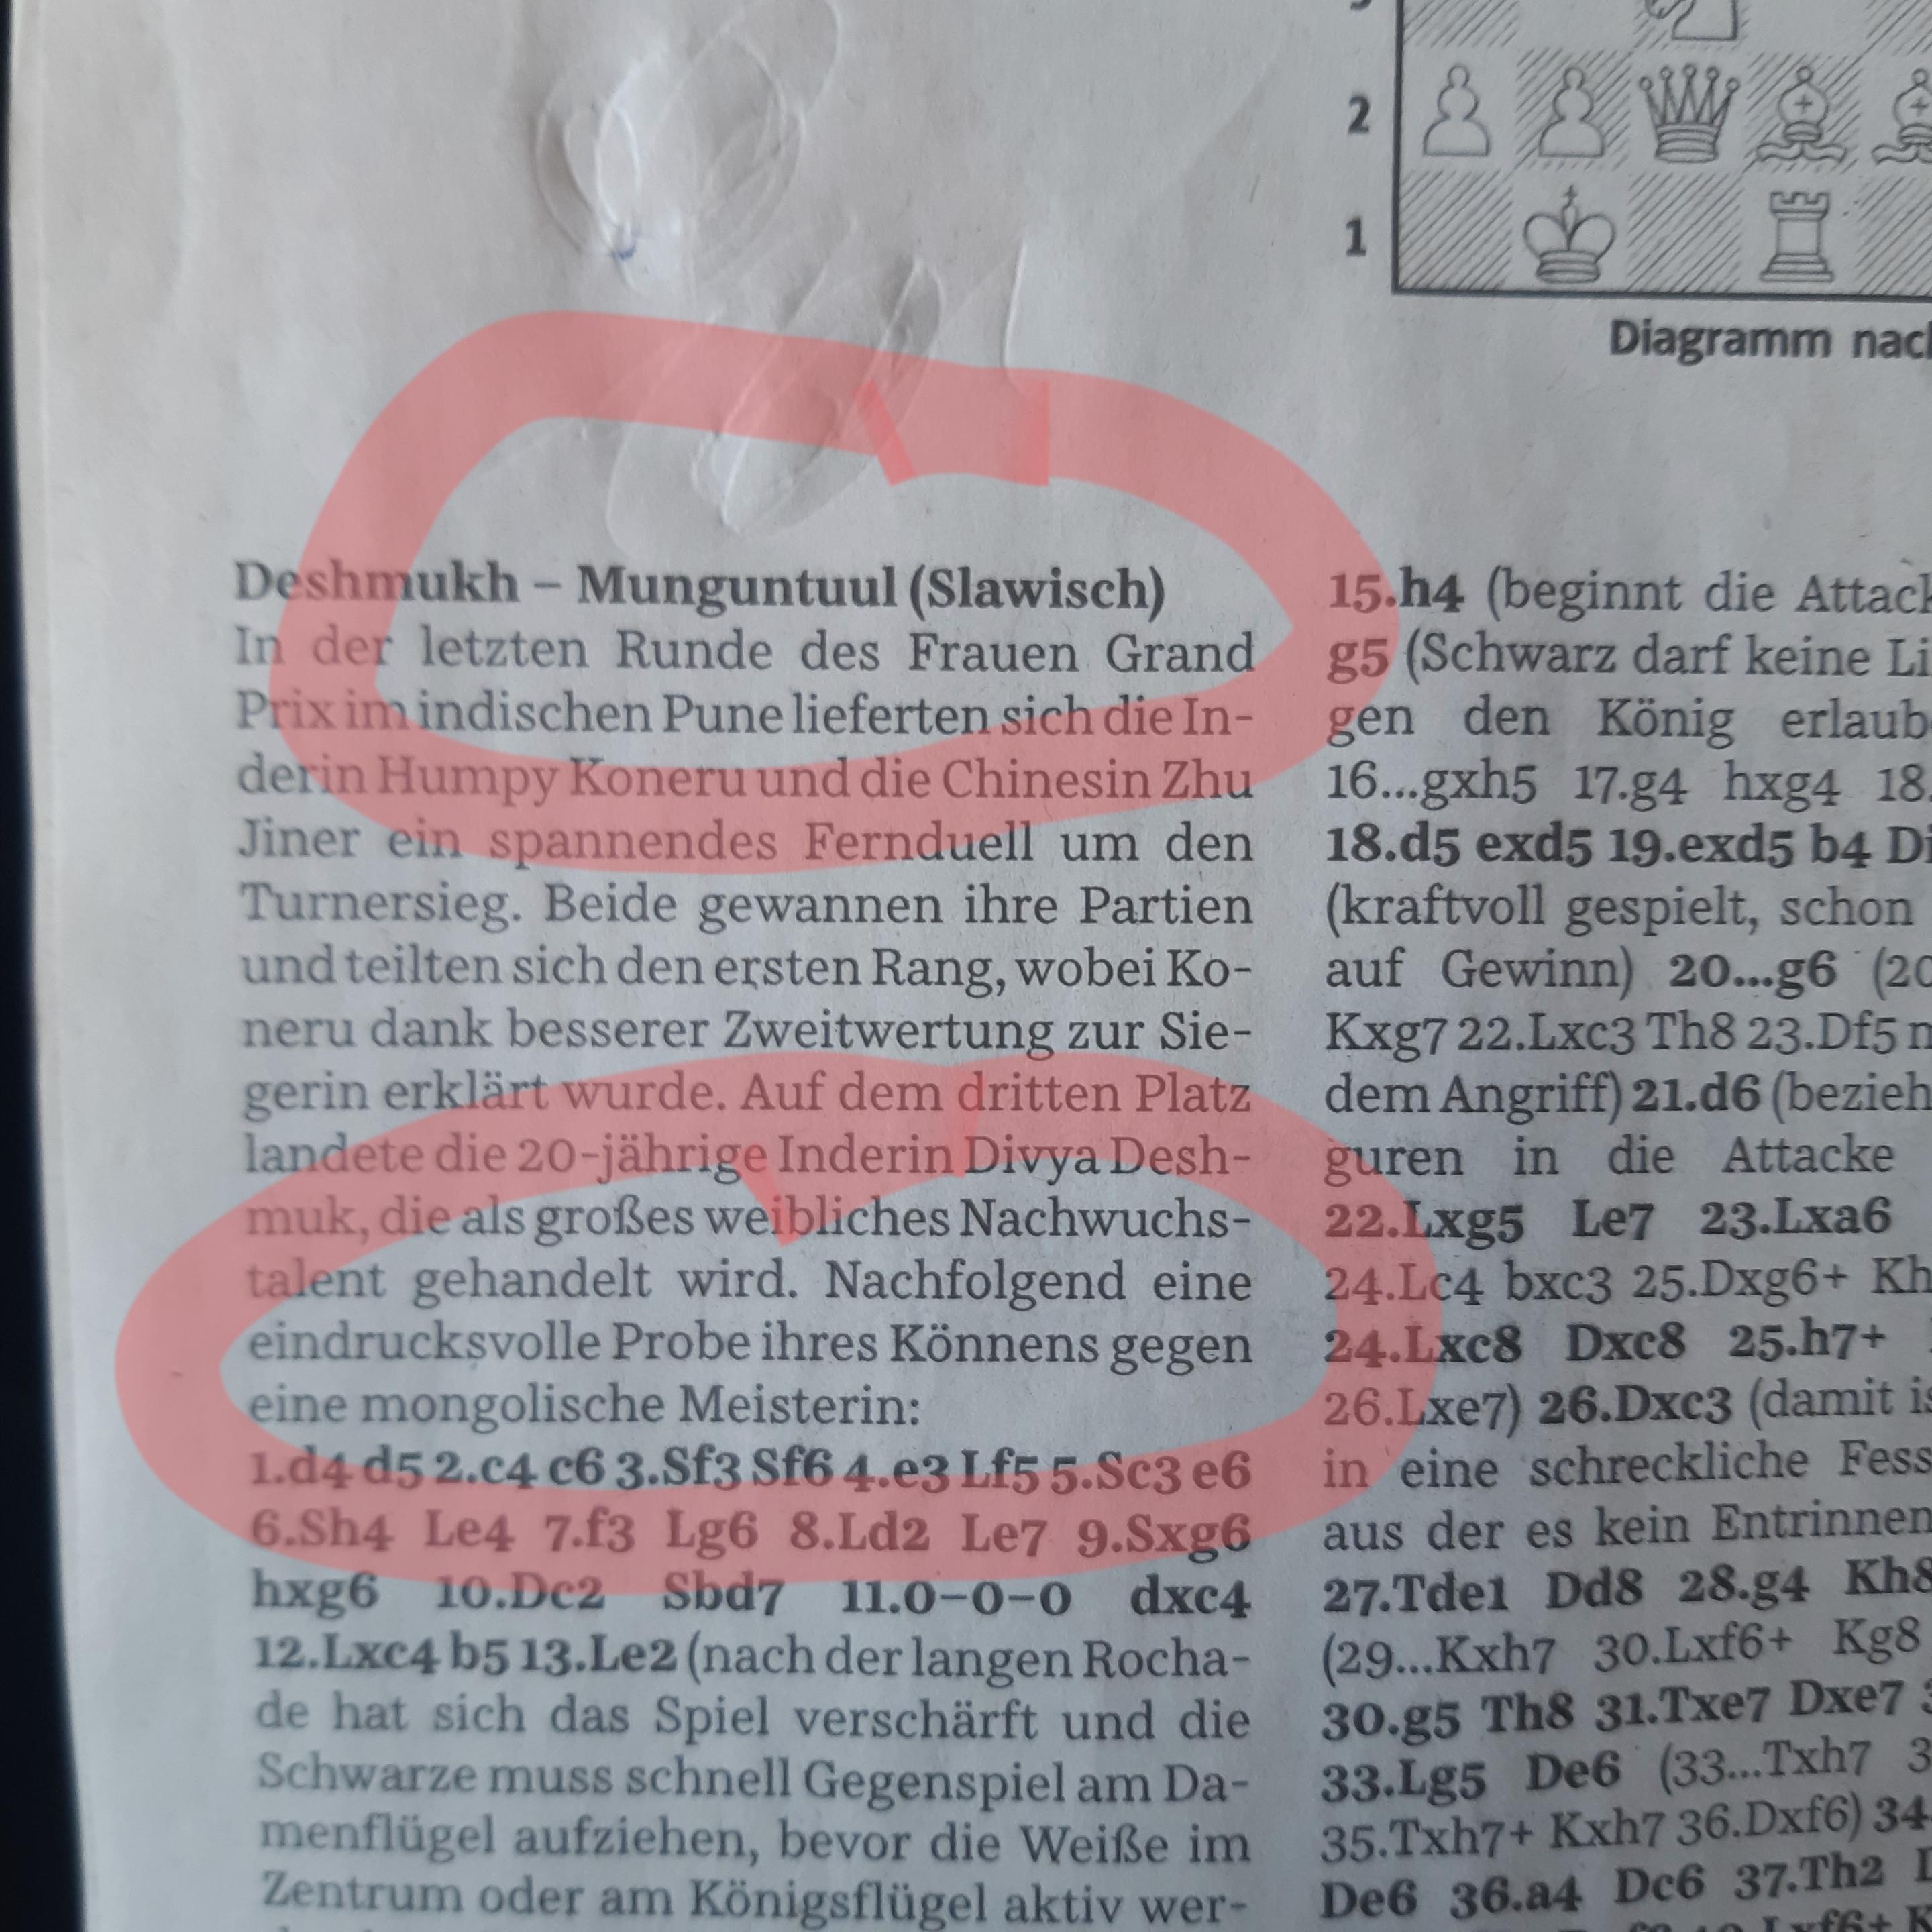 2
1
Diagramm
Deshmukh – Munguntuul (Slawisch)
In der letzten Runde des Frauen Grand
Prix im indischen Pune lieferten sich die In-
derin Humpy Koneru und die Chinesin Zhu
Jiner ein spannendes Fernduell um den
Turnersieg. Beide gewannen ihre Partien
und teilten sich den ersten Rang, wobei Ko-
neru dank besserer Zweitwertung zur Sie-
gerin erklärt wurde. Auf dem dritten Platz
landete die 20-jährige Inderin Divya Desh-
muk, die als großes weibliches Nachwuchs-
talent gehandelt wird. Nachfolgend eine
eindrucksvolle Probe ihres Könnens gegen
eine mongolische Meisterin:
1.d4 d5 2.c4 c6 3.Sf3 Sf6 4.e3 Lf5 5.Sc3 e6
6.Sh4 Le4 7.f3 Lg6 8.Ld2 Le7 9.Sxg6
hxg6 10.Dc2 Sbd7 11.0-0-0 dxc4
12.Lxc4 b5 13.Le2 (nach der langen Rocha-
de hat sich das Spiel verschärft und die
Schwarze muss schnell Gegenspiel am Da-
menflügel aufziehen, bevor die Weiße im
Zentrum oder am Königsflügel aktiv wer-
15.h4 (beginnt die
g5 (Schwarz darf keine
gen den König erlaub-
16...gxh5 17.g4 hxg4 18.
18.d5 exd5 19.exd5 b4
(kraftvoll gespielt, schon
auf Gewinn) 20...g6
Kxg7 22.Lxc3 Th8 23.Df5
dem Angriff) 21.d6
guren in die Attacke
22.Lxg5 Le7 23.Lxa6
24.Lc4 bxc3 25.Dxg6+
24.Lxc8 Dxc8 25.h7+
26.Lxe7) 26.Dxc3 (damit
in eine schreckliche
aus der es kein Entrinnen
27.Tde1 Dd8 28.g4 Kh8
(29...Kxh7 30.Lxf6+ Kg8
30.g5 Th8 31.Txe7 Dxe7
33.Lg5 De6 (33...Txh7
35.Txh7+ Kxh7 36.Dxf6) 34
De6 36.a4 Dc6 37.Th2